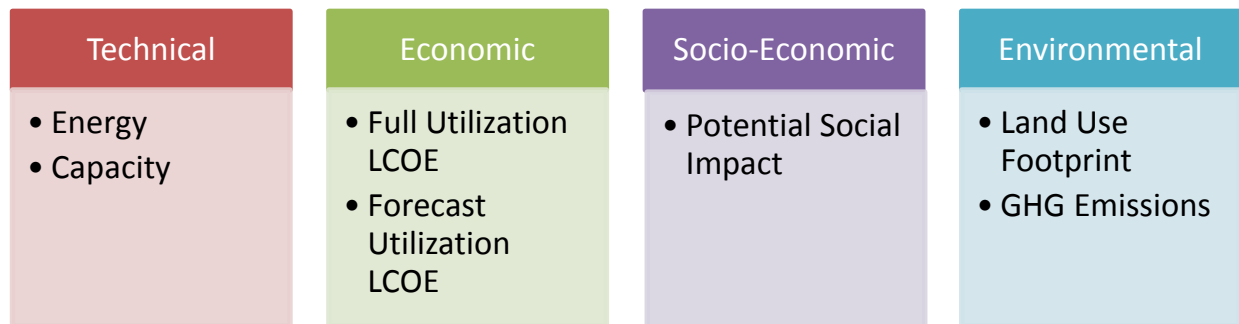 Technical
• Energy
• Capacity
Economic
• Full Utilization
LCOE
• Forecast
Utilization
LCOE
Socio-Economic
• Potential Social
Impact
Environmental
• Land Use
Footprint
• GHG Emissions